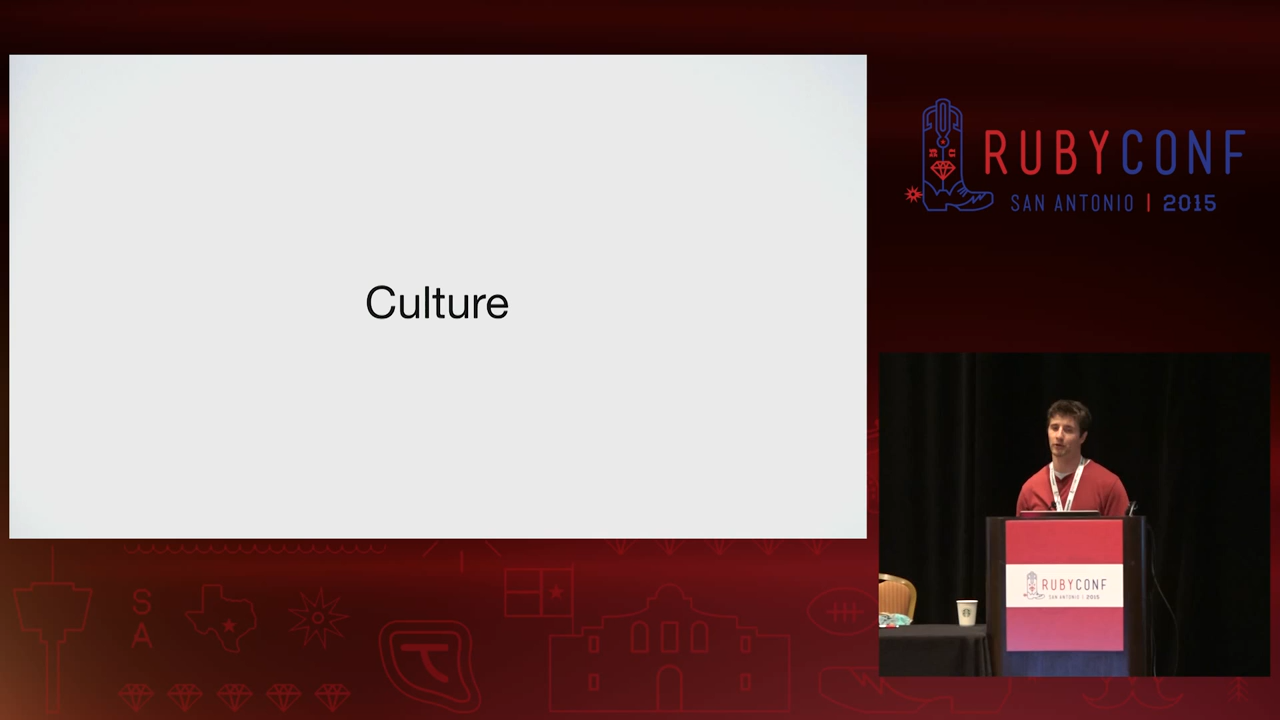 Culture
R C
RUBYCONF
SAN ANTONIO | 2015
S
A
RUBYCONF
SAN ANTONIO | 2015